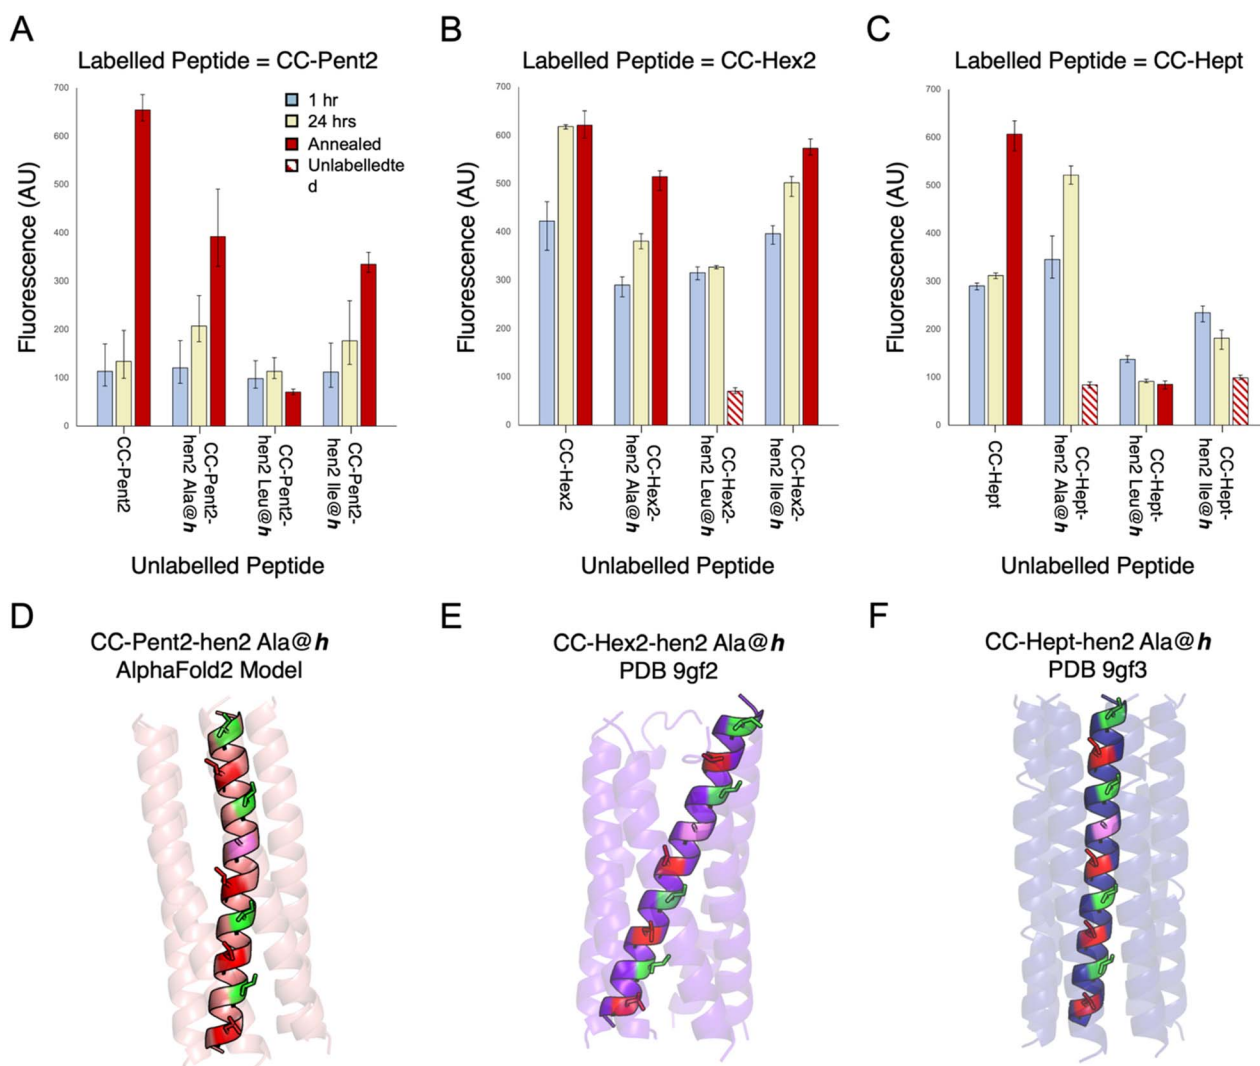 A
Labelled Peptide = CC-Pent2
Fluorescence (AU)
700
600
500
400
300
200
100
0
1 hr
24 hrs
Annealed
Unlabelledte
d
CC-Pent2
CC-Pent2-
hen2 Ala@h
CC-Pent2-
hen2 Leu@h
CC-Pent2-
hen2 Ile@h
Unlabelled Peptide
B
Labelled Peptide = CC-Hex2
Fluorescence (AU)
700
600
500
400
300
200
100
0
CC-Hex2
CC-Hex2-
hen2 Ala@h
CC-Hex2-
hen2 Leu@h
CC-Hex2-
hen2 Ile@h
Unlabelled Peptide
C
Labelled Peptide = CC-Hept
Fluorescence (AU)
700
600
500
400
300
200
100
0
CC-Hept
CC-Hept-
hen2 Ala@h
CC-Hept-
hen2 Leu@h
CC-Hept-
hen2 Ile@h
Unlabelled Peptide
D
CC-Pent2-hen2 Ala@h
AlphaFold2 Model
E
CC-Hex2-hen2 Ala@h
PDB 9gf2
F
CC-Hept-hen2 Ala@h
PDB 9gf3